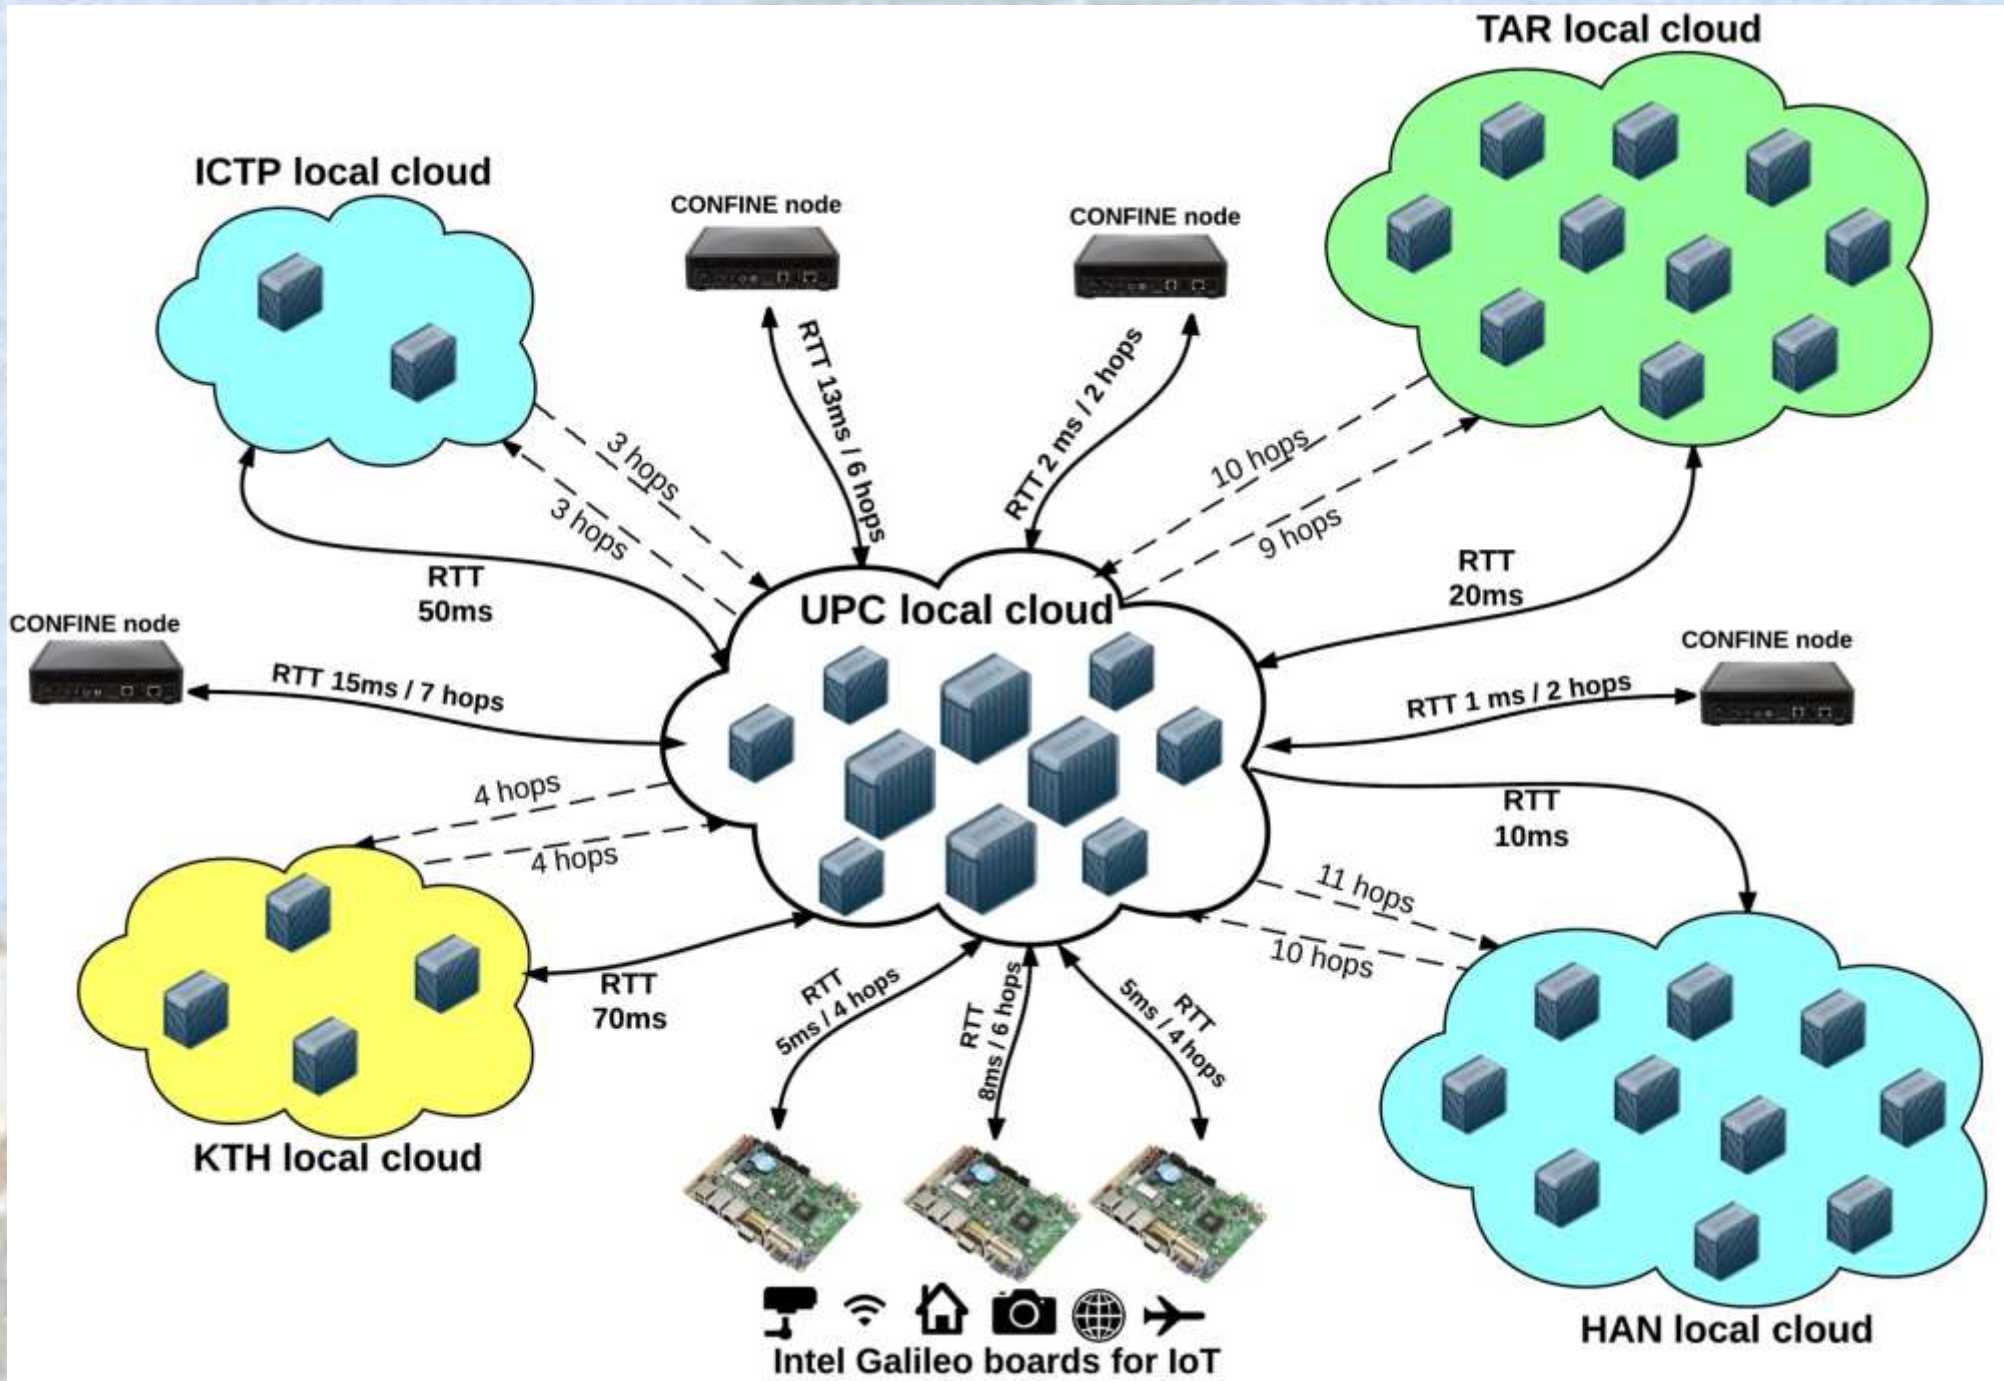 TAR local cloud
ICTP local cloud
CONFINE node
CONFINE node
RTT 13ms / 6 hops
RTT 2 ms / 2 hops
3 hops
3 hops
10 hops
9 hops
RTT
50ms
RTT
20ms
UPC local cloud
CONFINE node
CONFINE node
RTT 15ms / 7 hops
RTT 1 ms / 2 hops
4 hops
4 hops
RTT
10ms
11 hops
10 hops
RTT
70ms
RTT
5ms / 4 hops
RTT
8ms / 6 hops
RTT
5ms / 4 hops
KTH local cloud
HAN local cloud
Intel Galileo boards for IoT